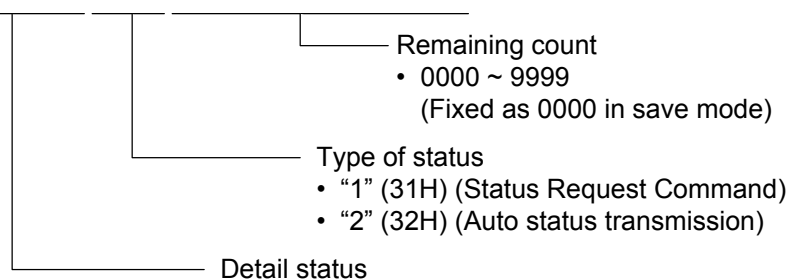 Remaining count
• 0000 ~ 9999
(Fixed as 0000 in save mode)
Type of status
• “1” (31H) (Status Request Command)
• “2” (32H) (Auto status transmission)
Detail status